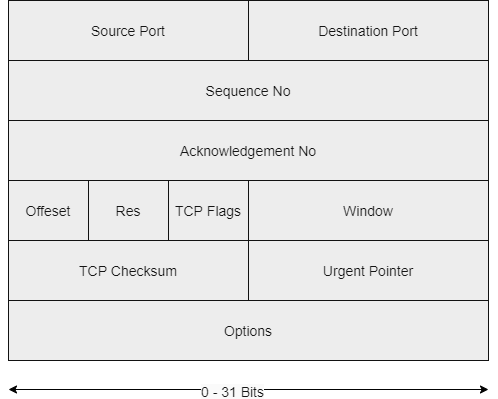 Source Port
Destination Port
Sequence No
Acknowledgement No
Offeset
Res
TCP Flags
Window
TCP Checksum
Urgent Pointer
Options
0 - 31 Bits